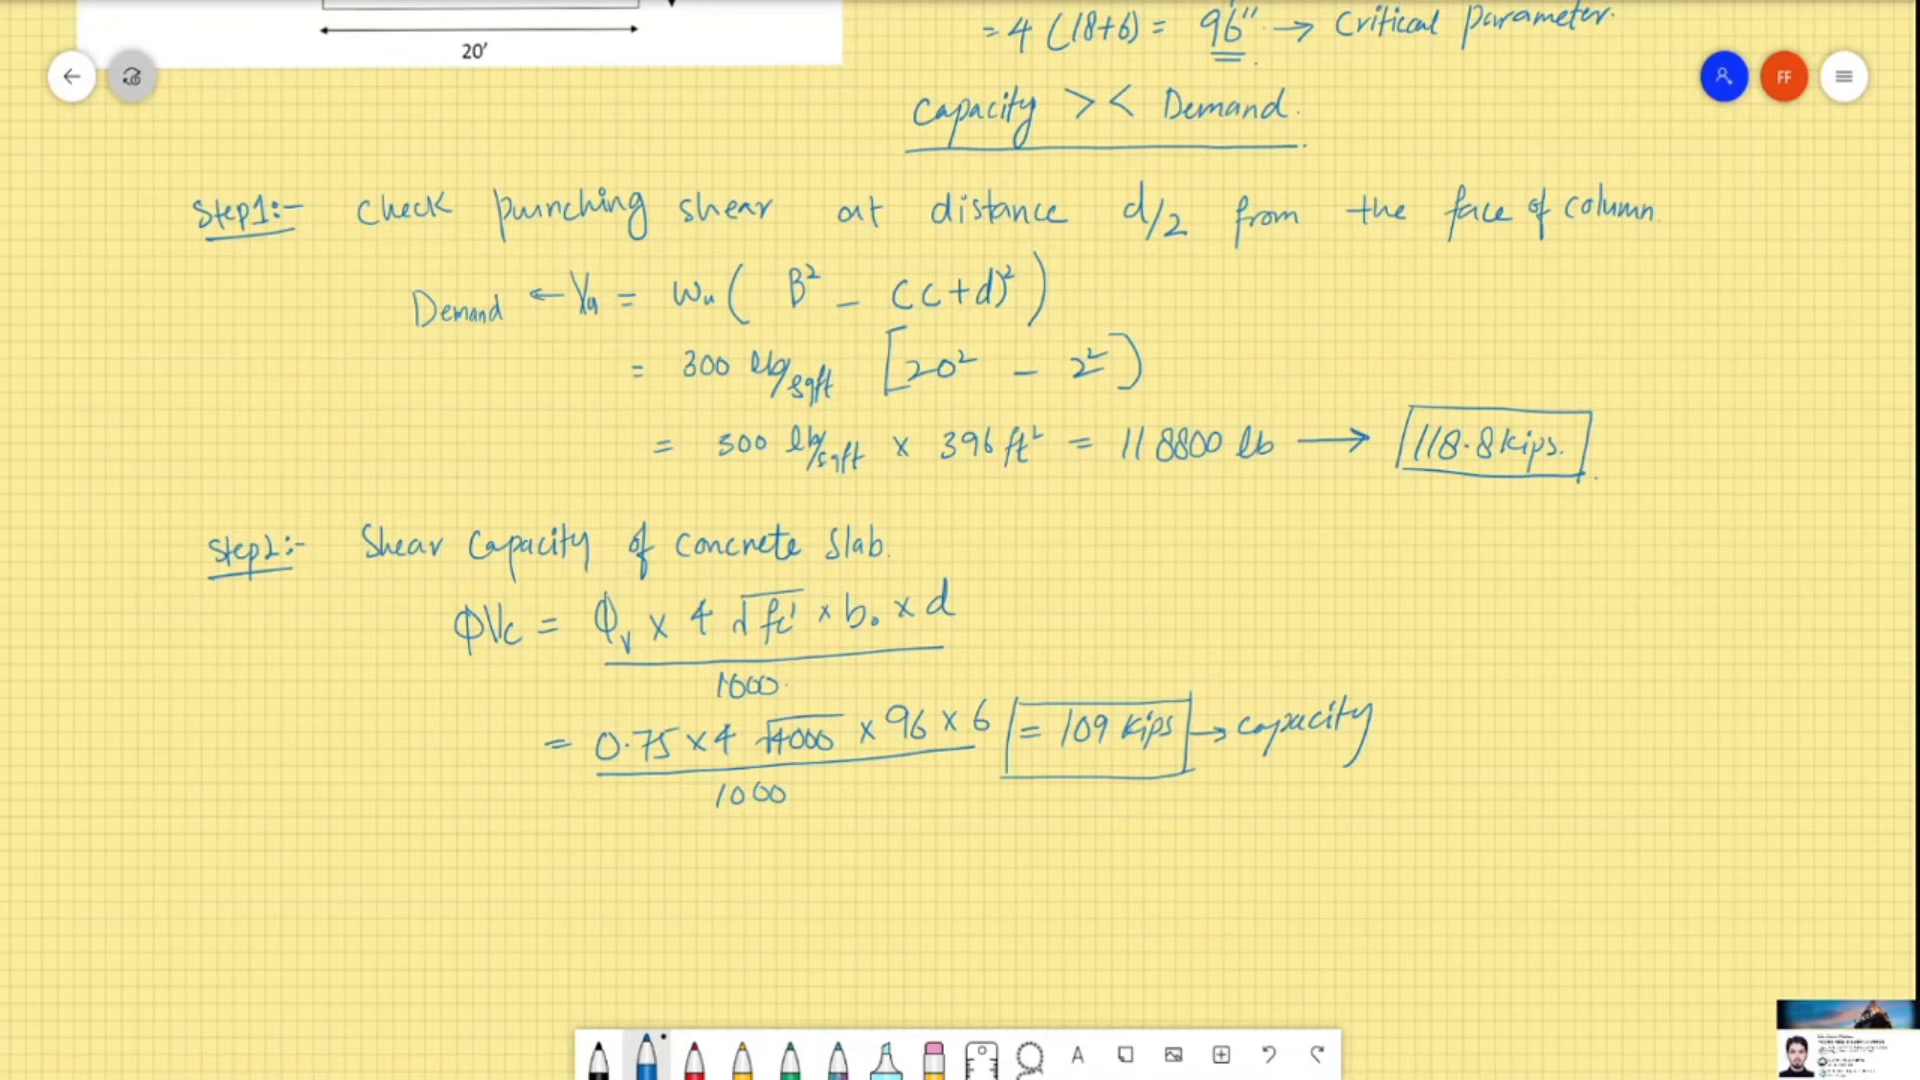 20'
= 4 (18+6) = 96" → Critical parameter.
Capacity > < Demand.
FF
Step1:- Check punching shear at distance d/2 from the face of column.
Demand ← Vu = Wu ( B² - (C+d)² )
= 300 lb/sqft [20² - 2²]
= 300 lb/sqft × 396 ft² = 118800 lb → 118.8 kips.
Step2:- Shear Capacity of concrete slab.
ΦVc = Φv × 4 √fc' × bo × d
1000
= 0.75 × 4 √4000 × 96 × 6 = 109 kips → capacity
1000
A